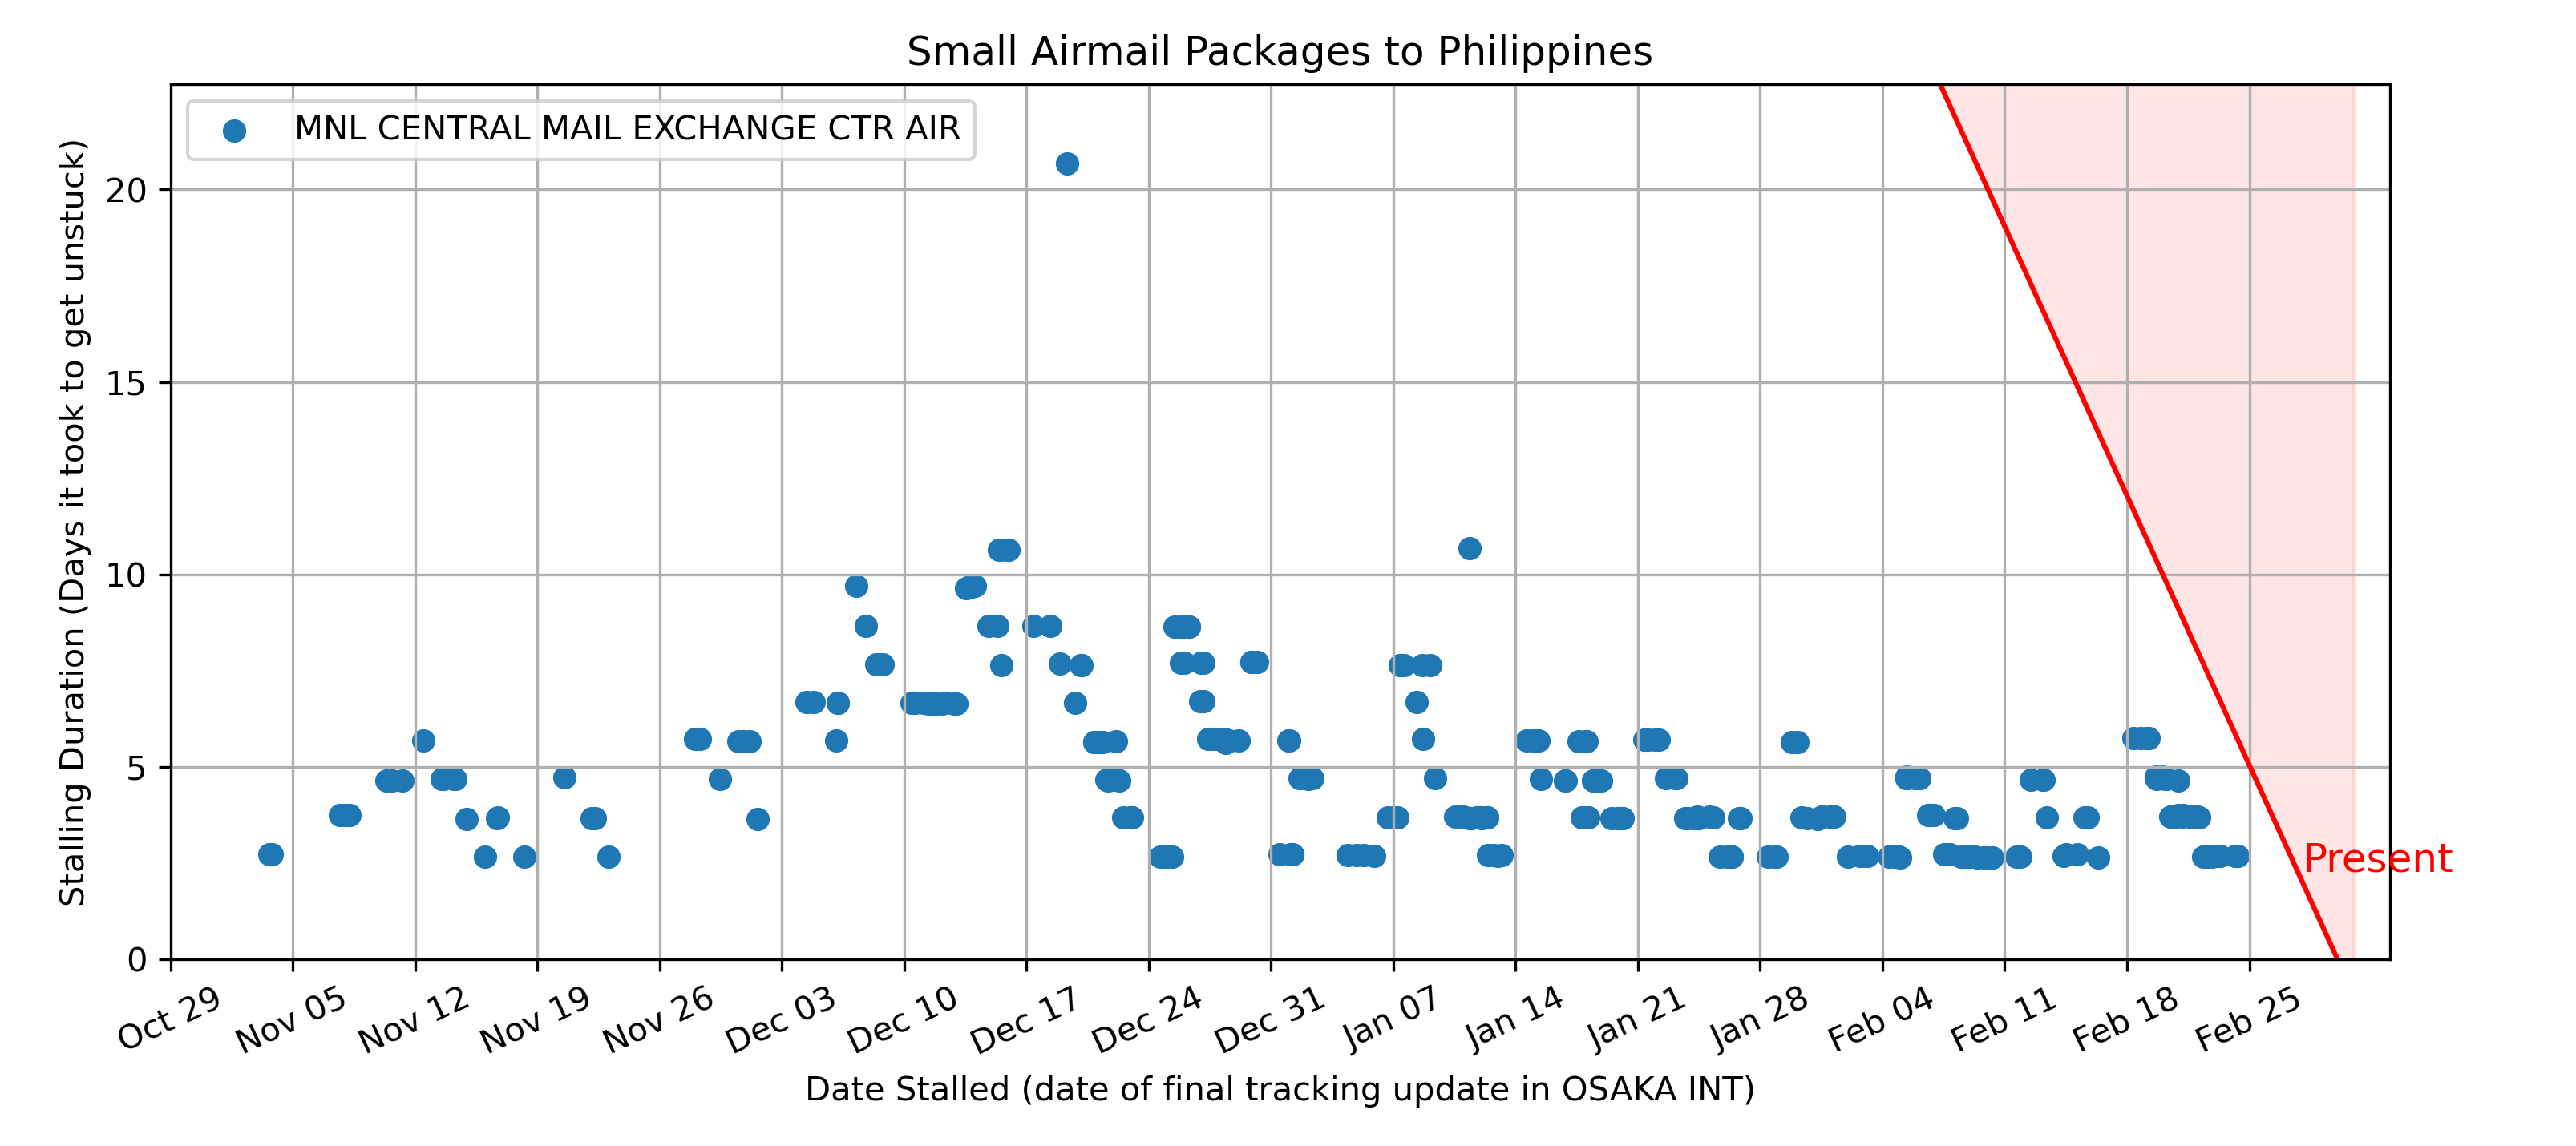 Small Airmail Packages to Philippines
MNL CENTRAL MAIL EXCHANGE CTR AIR
Stalling Duration (Days it took to get unstuck)
20
15
10
5
0
Present
Oct 29
Nov 05
Nov 12
Nov 19
Nov 26
Dec 03
Dec 10
Dec 17
Dec 24
Dec 31
Jan 07
Jan 14
Jan 21
Jan 28
Feb 04
Feb 11
Feb 18
Feb 25
Date Stalled (date of final tracking update in OSAKA INT)